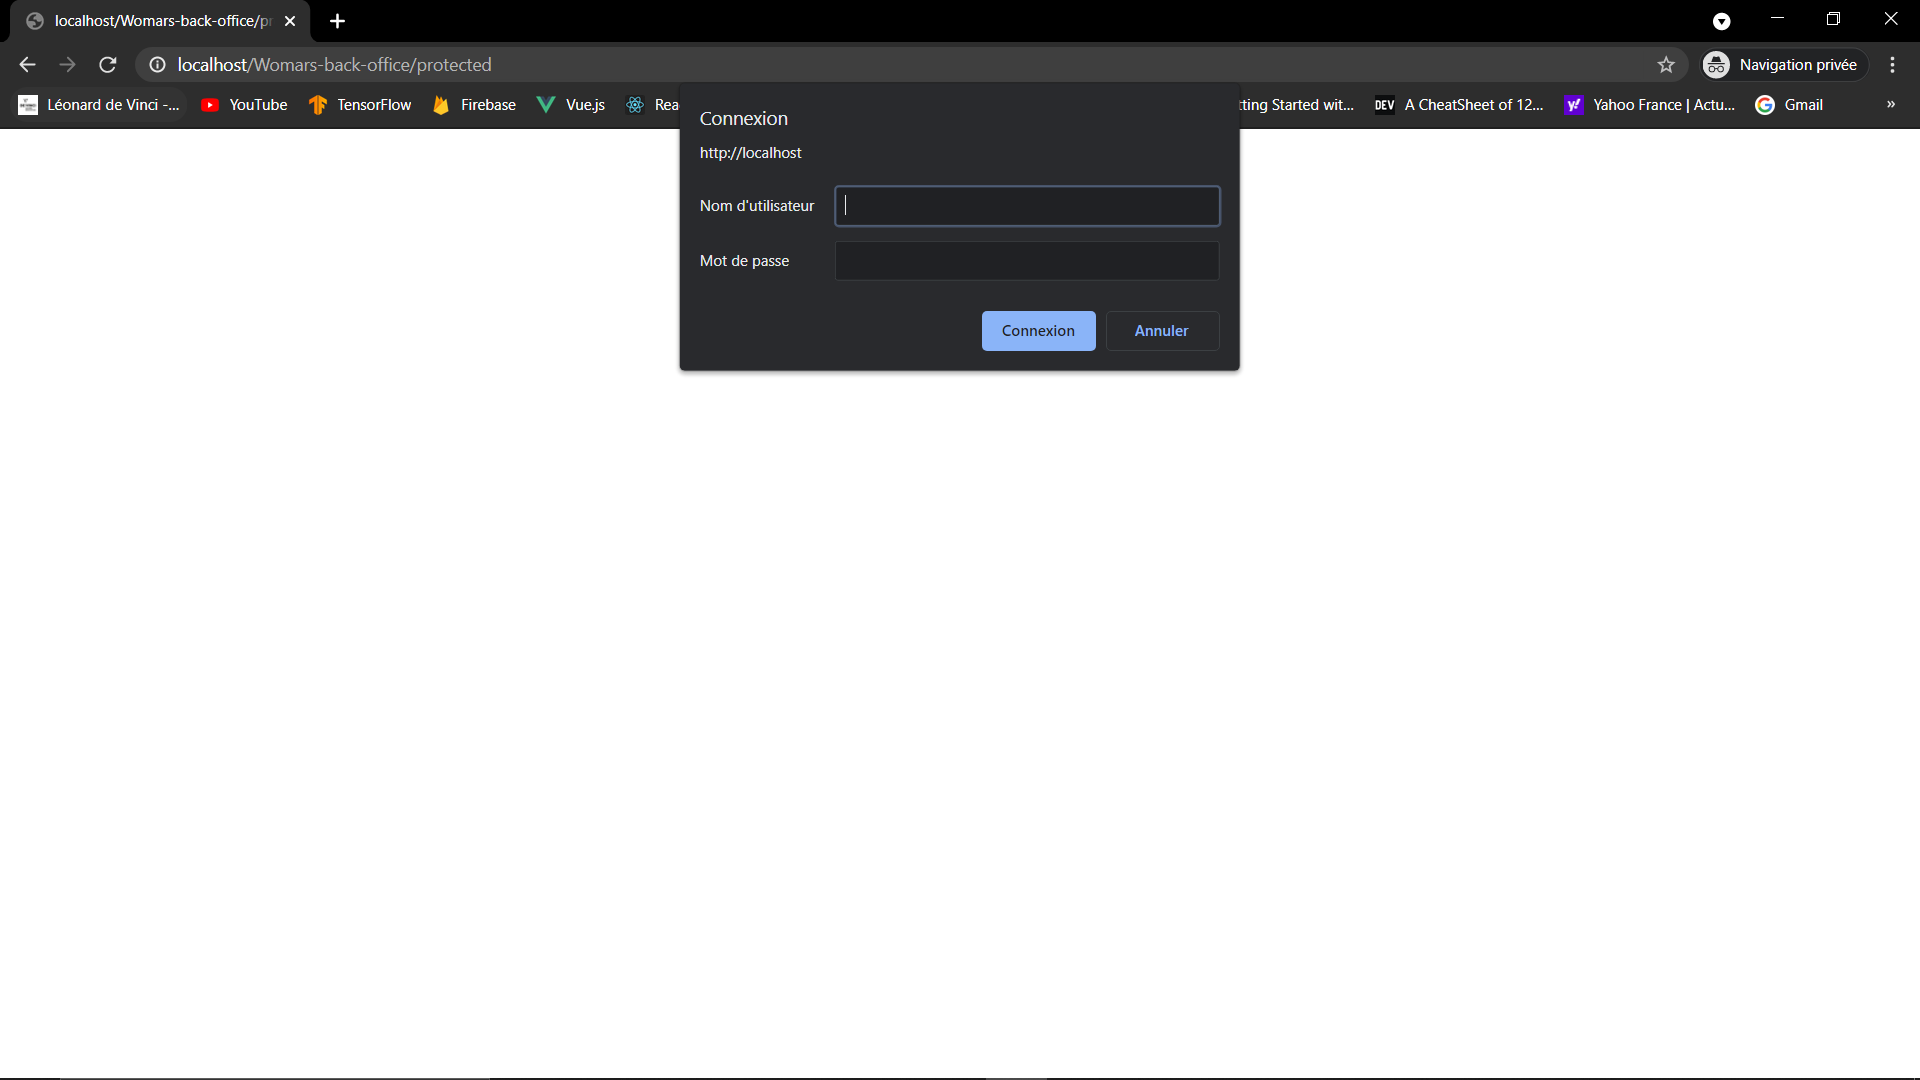 localhost/Womars-back-office/pr
localhost/Womars-back-office/protected
Navigation privée
Léonard de Vinci -...
YouTube
TensorFlow
Firebase
Vue.js
Rea
tting Started wit...
DEV
A CheatSheet of 12...
y!
Yahoo France | Actu...
G
Gmail
»
Connexion
http://localhost
Nom d'utilisateur
Mot de passe
Connexion
Annuler